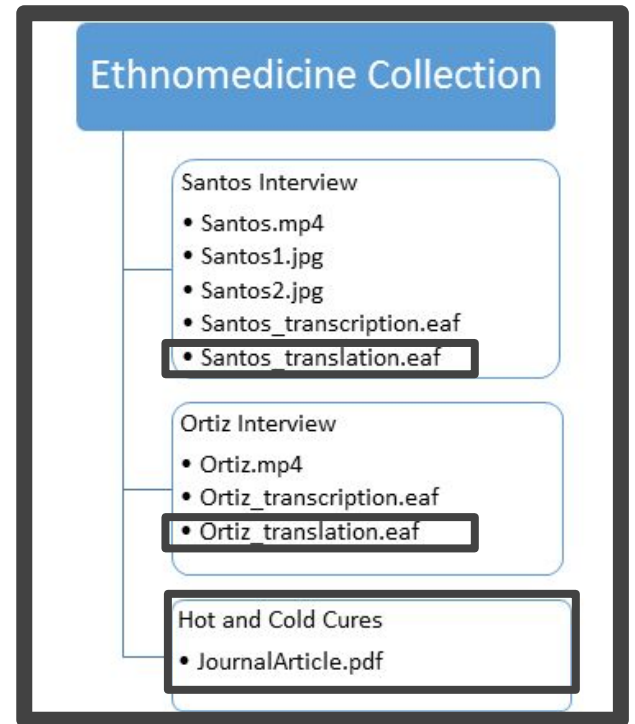 Ethnomedicine Collection
Santos Interview
• Santos.mp4
• Santos1.jpg
• Santos2.jpg
• Santos_transcription.eaf
• Santos_translation.eaf
Ortiz Interview
• Ortiz.mp4
• Ortiz_transcription.eaf
• Ortiz_translation.eaf
Hot and Cold Cures
• JournalArticle.pdf